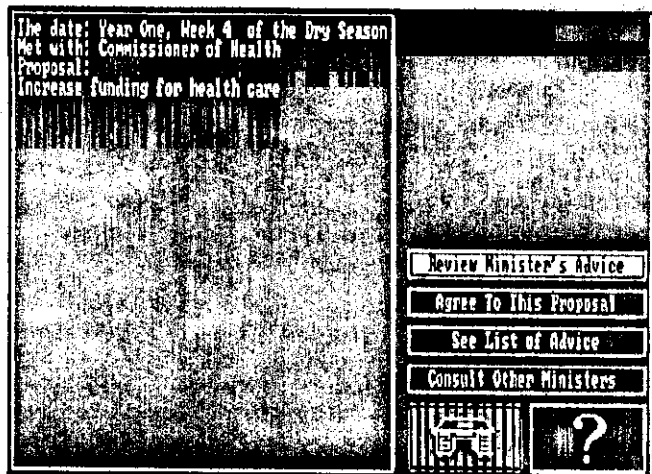 The date: Year One, Week 4 of the Dry Season
Met with: Commissioner of Health
Proposal:
Increase funding for health care
Review Minister's Advice
Agree To This Proposal
See List of Advice
Consult Other Ministers
?